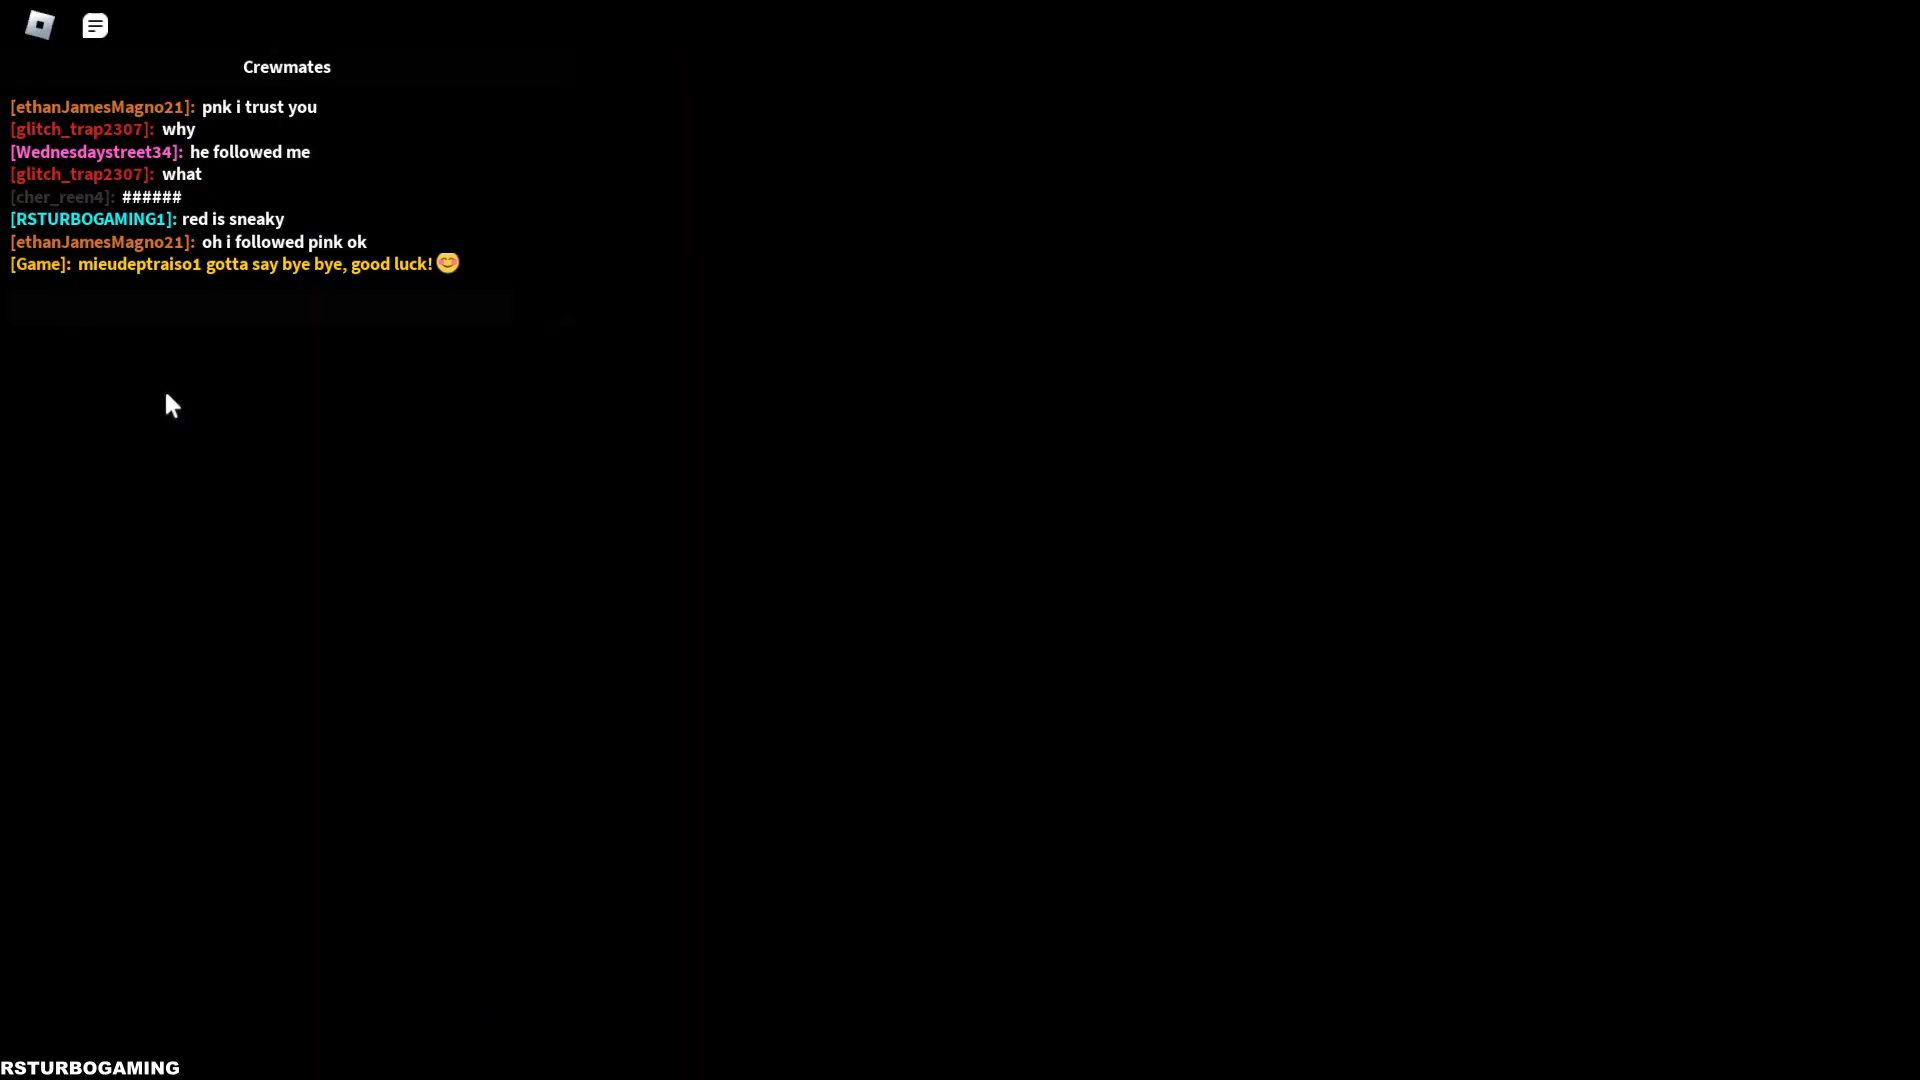 Crewmates
[ethanJamesMagno21]: pnk i trust you
[glitch_trap2307]: why
[Wednesdaystreet34]: he followed me
[glitch_trap2307]: what
[cher_reen4]: ######
[RSTURBOGAMING1]: red is sneaky
[ethanJamesMagno21]: oh i followed pink ok
[Game]: mieudeptraiso1 gotta say bye bye, good luck! 😊
RSTURBOGAMING